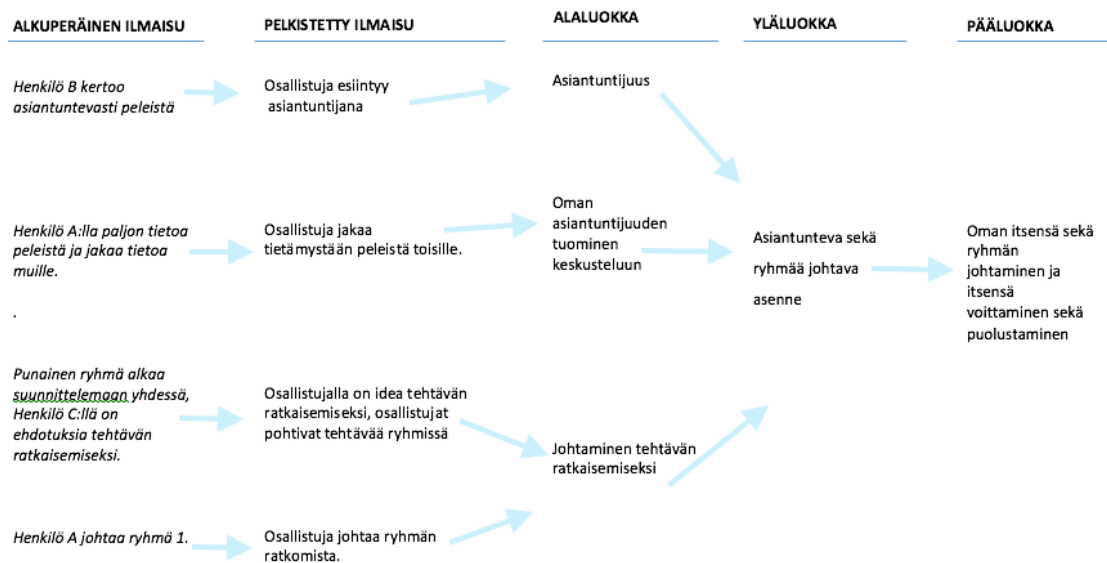 ALKUPERÄINEN ILMAISU
PELKISTETTY ILMAISU
ALALUOKKA
YLÄLUOKKA
PÄÄLUOKKA
Henkilö B kertoo
asiantuntevasti peleistä
Osallistuja esiintyy
asiantuntijana
Asiantuntijuus
Henkilö A:lla paljon tietoa
peleistä ja jakaa tietoa
muille.
.
Osallistuja jakaa
tietämystään peleistä toisille.
Oman
asiantuntijuuden
tuominen
keskusteluun
Asiantunteva sekä
ryhmää johtava
asenne
Oman itsensä sekä
ryhmän
johtaminen ja
itsensä
voittaminen sekä
puolustaminen
Punainen ryhmä alkaa
suunnittelemaan yhdessä,
Henkilö C:llä on
ehdotuksia tehtävän
ratkaisemiseksi.
Osallistujalla on idea tehtävän
ratkaisemiseksi, osallistujat
pohtivat tehtävää ryhmissä
Johtaminen tehtävän
ratkaisemiseksi
Henkilö A johtaa ryhmä 1.
Osallistuja johtaa ryhmän
ratkomista.